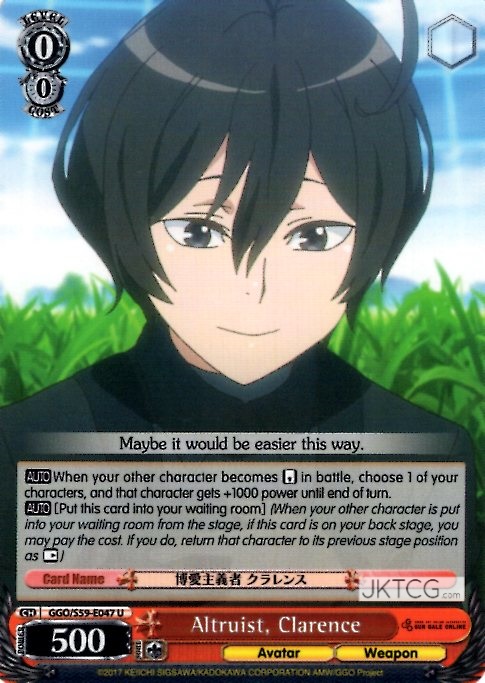 LEVEL
0
0
COST
Maybe it would be easier this way.
AUTO When your other character becomes in battle, choose 1 of your
characters, and that character gets +1000 power until end of turn.
AUTO [Put this card into your waiting room] (When your other character is put
into your waiting room from the stage, if this card is on your back stage, you
may pay the cost. If you do, return that character to its previous stage position
as )
Card Name 博愛主義者 クラレンス
JKTCG.com
CH GGO/S59-E047 U
Altruist, Clarence
GUN GALE ONLINE
POWER 500 SOUL
Avatar Weapon
©2017 KEIICHI SIGSAWA/KADOKAWA CORPORATION AMW/GGO Project